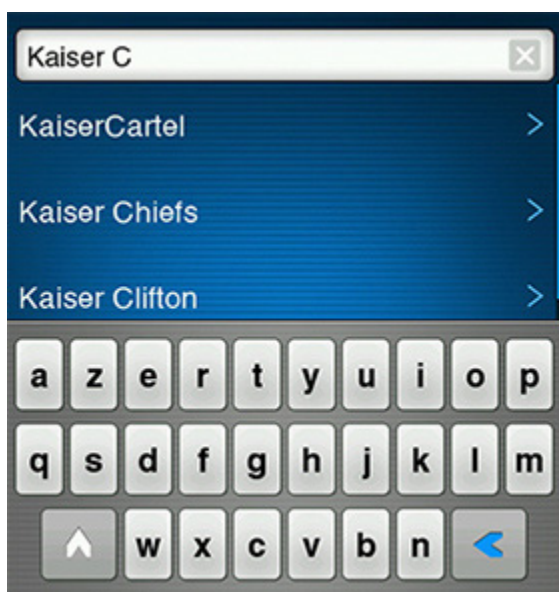 Kaiser C
KaiserCartel
Kaiser Chiefs
Kaiser Clifton
a z e r t y u i o p
q s d f g h j k l m
w x c v b n